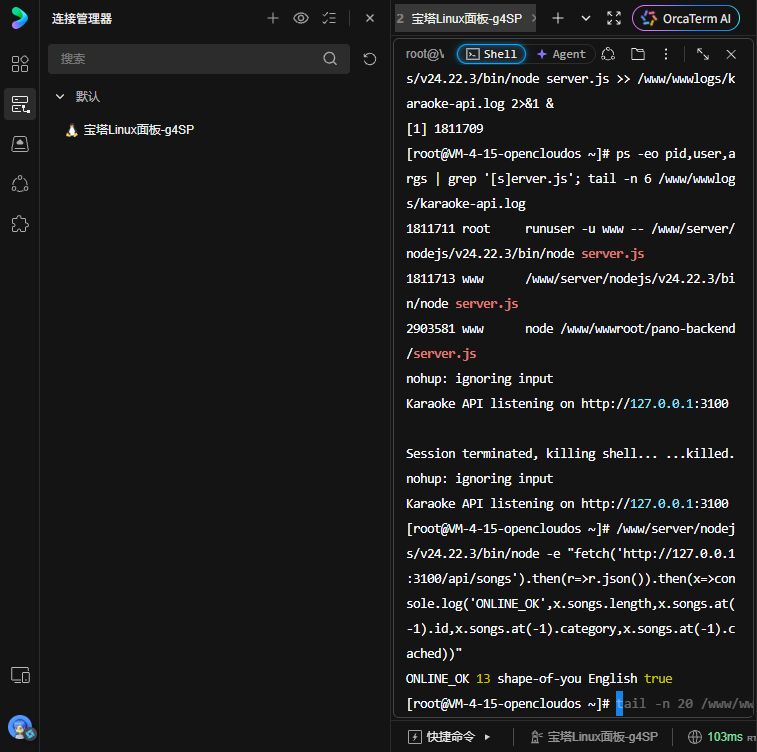 连接管理器
搜索
默认
宝塔Linux面板-g4SP
2 宝塔Linux面板-g4SP
OrcaTerm AI
root@V
Shell
Agent
s/v24.22.3/bin/node server.js >> /www/wwwlogs/k
araoke-api.log 2>&1 &
[1] 1811709
[root@VM-4-15-opencloudos ~]# ps -eo pid,user,a
rgs | grep '[s]erver.js'; tail -n 6 /www/wwwlog
s/karaoke-api.log
1811711 root     runuser -u www -- /www/server/
nodejs/v24.22.3/bin/node server.js
1811713 www      /www/server/nodejs/v24.22.3/bi
n/node server.js
2903581 www      node /www/wwwroot/pano-backend
/server.js
nohup: ignoring input
Karaoke API listening on http://127.0.0.1:3100
Session terminated, killing shell... ...killed.
nohup: ignoring input
Karaoke API listening on http://127.0.0.1:3100
[root@VM-4-15-opencloudos ~]# /www/server/nodej
s/v24.22.3/bin/node -e "fetch('http://127.0.0.1
:3100/api/songs').then(r=>r.json()).then(x=>con
sole.log('ONLINE_OK',x.songs.length,x.songs.at(
-1).id,x.songs.at(-1).category,x.songs.at(-1).c
ached))"
ONLINE_OK 13 shape-of-you English true
[root@VM-4-15-opencloudos ~]# tail -n 20 /www/ww
快捷命令
宝塔Linux面板-g4SP
103ms RT